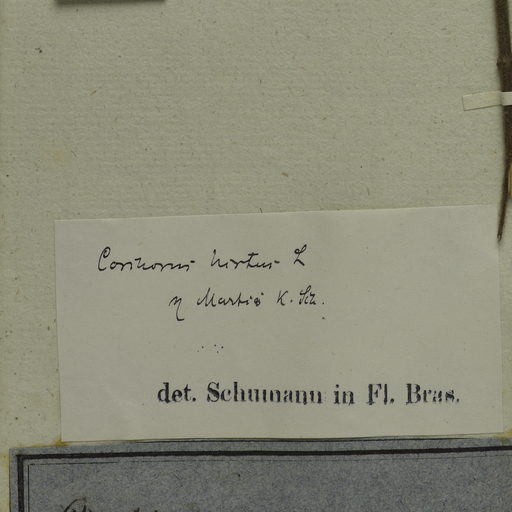 Corchorus hirtus L
η Martii K. Sch.
det. Schumann in Fl. Bras.